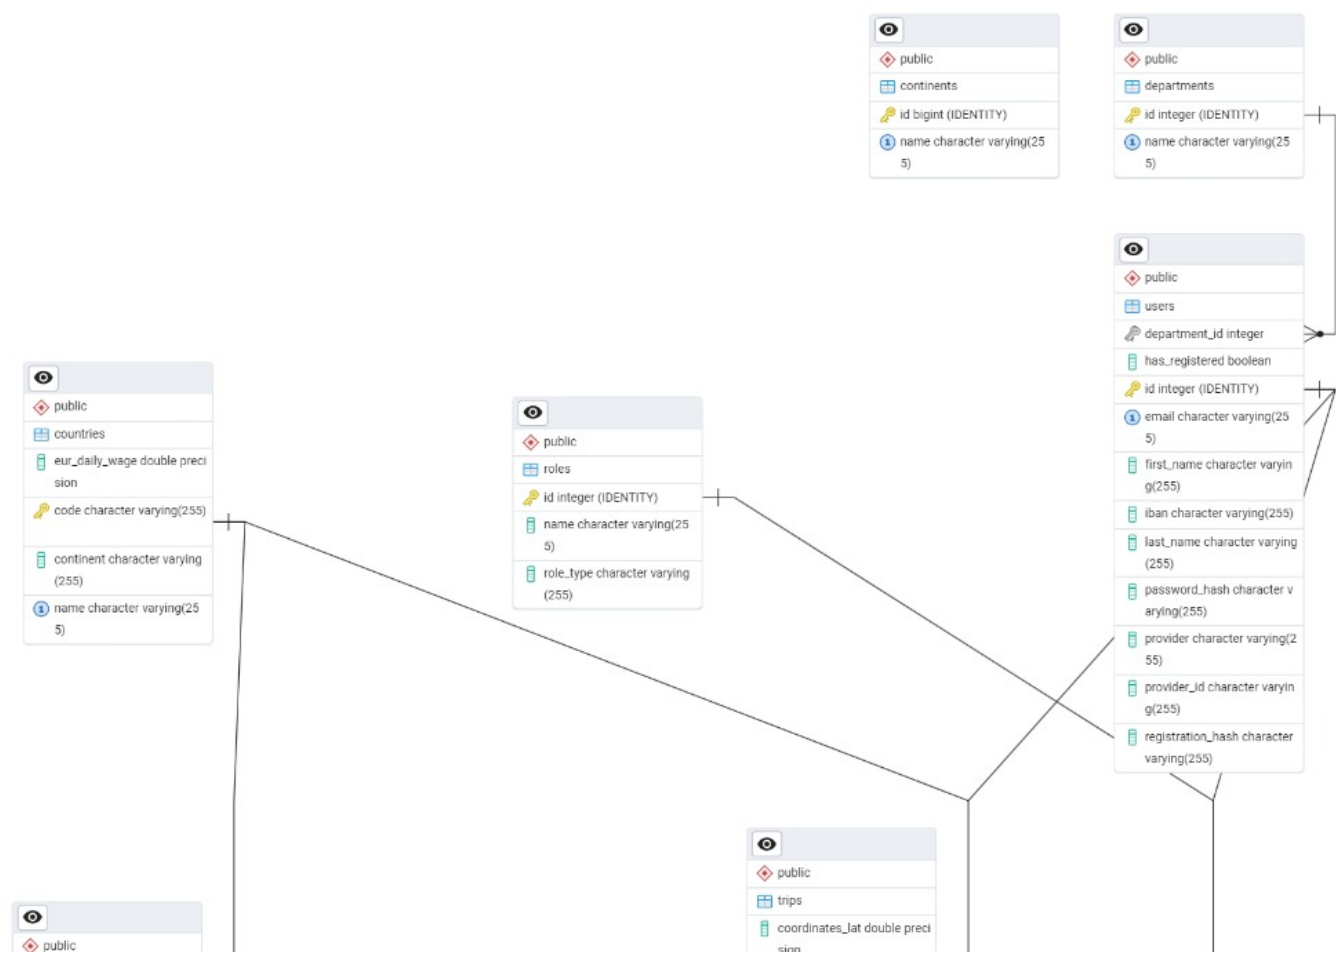 public
continents
id bigint (IDENTITY)
name character varying(25
5)
public
departments
id integer (IDENTITY)
name character varying(25
5)
public
users
department_id integer
has_registered boolean
id integer (IDENTITY)
email character varying(25
5)
first_name character varyin
g(255)
iban character varying(255)
last_name character varying
(255)
password_hash character v
arying(255)
provider character varying(2
55)
provider_id character varyin
g(255)
registration_hash character
varying(255)
public
countries
eur_daily_wage double preci
sion
code character varying(255)
continent character varying
(255)
name character varying(25
5)
public
roles
id integer (IDENTITY)
name character varying(25
5)
role_type character varying
(255)
public
trips
coordinates_lat double preci
sion
public